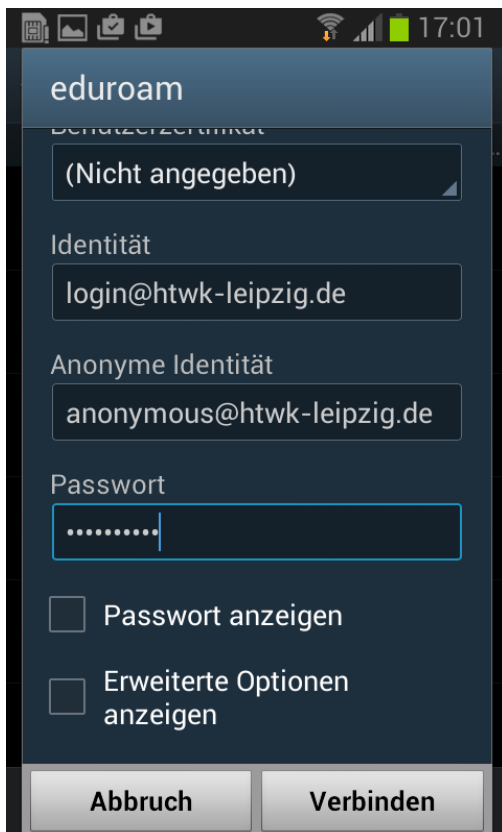 17:01
eduroam
Benutzerzertifikat
(Nicht angegeben)
Identität
login@htwk-leipzig.de
Anonyme Identität
anonymous@htwk-leipzig.de
Passwort
••••••••••
Passwort anzeigen
Erweiterte Optionen
anzeigen
Abbruch Verbinden